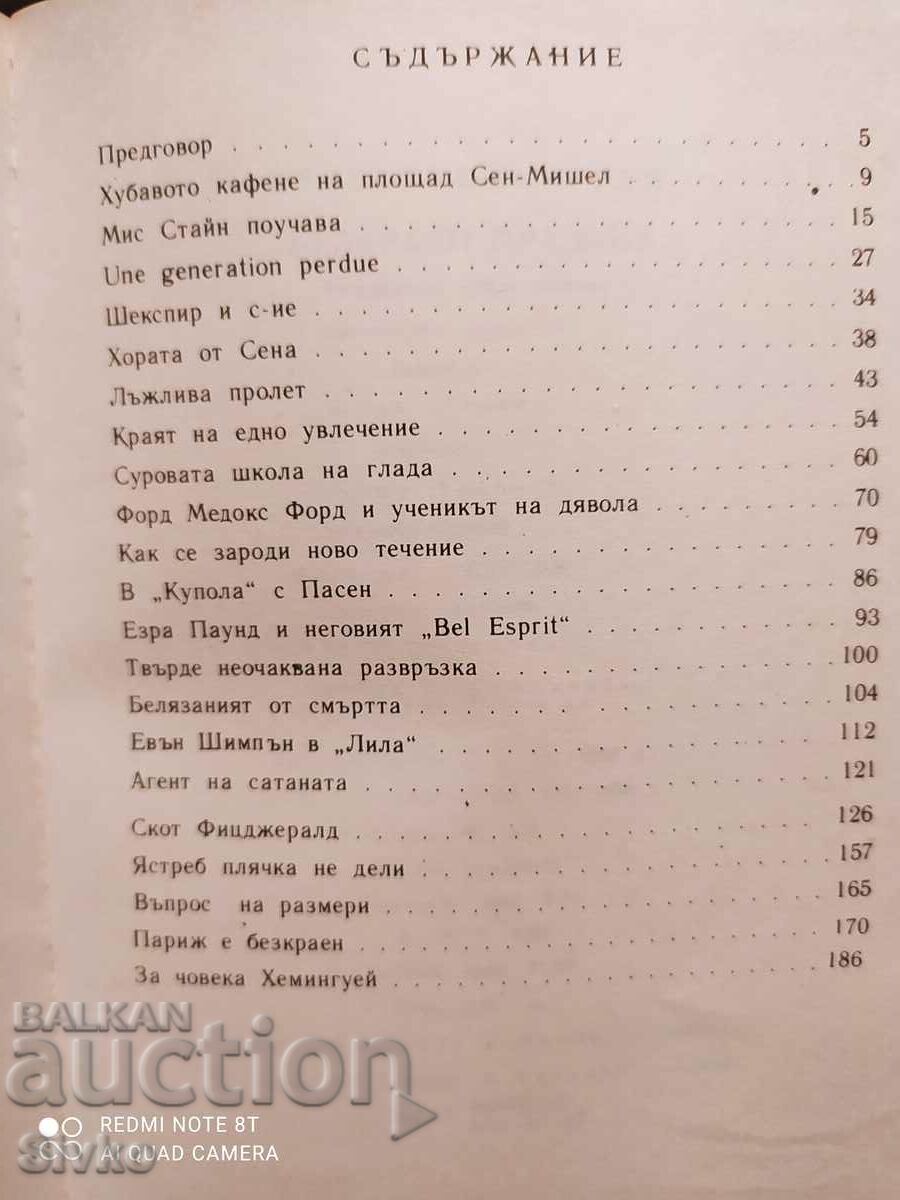 СЪДЪРЖАНИЕ
Предговор . . . . . . . . . . . . . . . . . . . . 5
Хубавото кафене на площад Сен-Мишел . . . . . . . 9
Мис Стайн поучава . . . . . . . . . . . . . . . . 15
Une generation perdue . . . . . . . . . . . . . . 27
Шекспир и с-ие . . . . . . . . . . . . . . . . . 34
Хората от Сена . . . . . . . . . . . . . . . . . 38
Лъжлива пролет . . . . . . . . . . . . . . . . . 43
Краят на едно увлечение . . . . . . . . . . . . . 54
Суровата школа на глада . . . . . . . . . . . . . 60
Форд Медокс Форд и ученикът на дявола . . . . . . 70
Как се зароди ново течение . . . . . . . . . . . 79
В „Купола“ с Пасен . . . . . . . . . . . . . . . 86
Езра Паунд и неговият „Bel Esprit“ . . . . . . . 93
Твърде неочаквана развръзка . . . . . . . . . . . 100
Белязаният от смъртта . . . . . . . . . . . . . . 104
Евън Шимпън в „Лила“ . . . . . . . . . . . . . . 112
Агент на сатаната . . . . . . . . . . . . . . . . 121
Скот Фицджералд . . . . . . . . . . . . . . . . . 126
Ястреб плячка не дели . . . . . . . . . . . . . . 157
Въпрос на размери . . . . . . . . . . . . . . . . 165
Париж е безкраен . . . . . . . . . . . . . . . . 170
За човека Хемингуей . . . . . . . . . . . . . . . 186
BALKAN
auction
REDMI NOTE 8T
AI QUAD CAMERA
Sivko